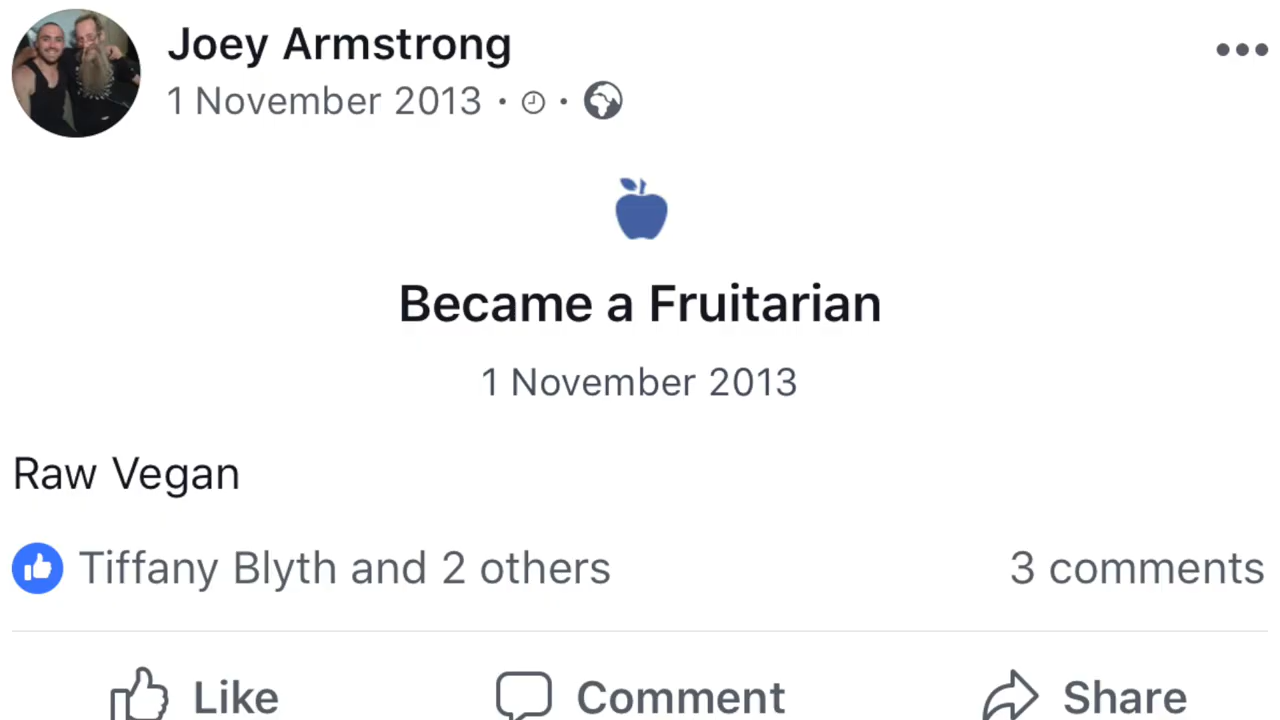 Joey Armstrong
1 November 2013 · ·
Became a Fruitarian
1 November 2013
Raw Vegan
Tiffany Blyth and 2 others 3 comments
Like Comment Share